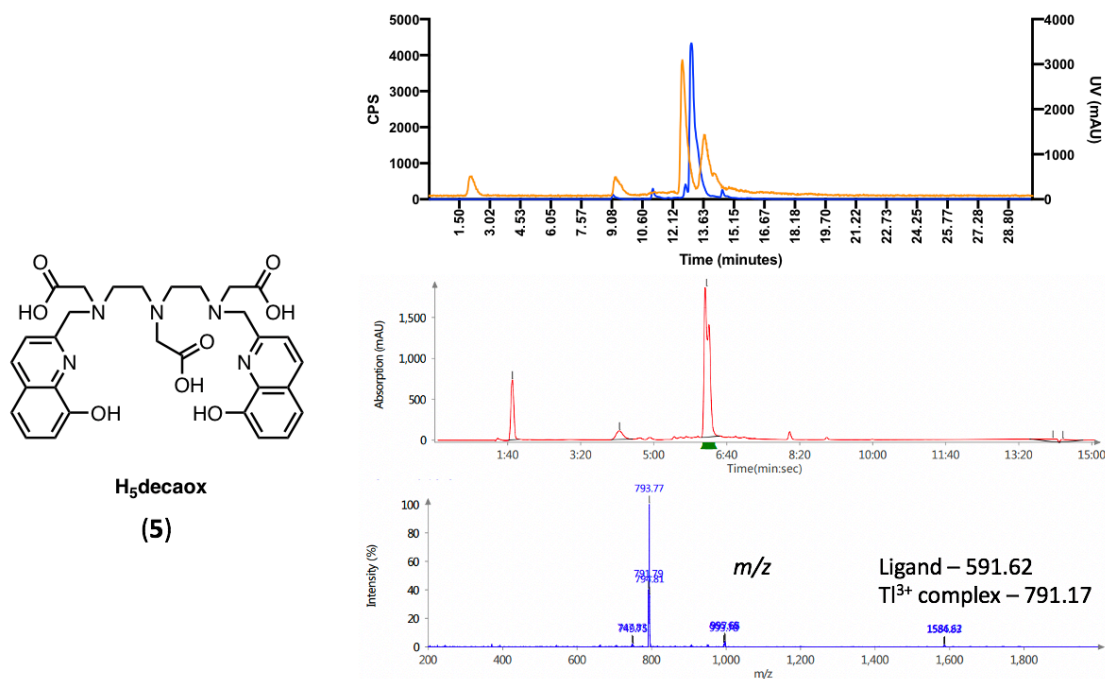 5000
4000
3000
2000
1000
0
CPS
4000
3000
2000
1000
0
UV (mAU)
1.50
3.02
4.53
6.05
7.57
9.08
10.60
12.12
13.63
15.15
16.67
18.18
19.70
21.22
22.73
24.25
25.77
27.28
28.80
Time (minutes)
O
HO
N
N
N
O
OH
O
OH
N
OH
N
HO
H5decaox
(5)
Absorption (mAU)
1,500
1,000
500
0
1:40
3:20
5:00
6:40
8:20
10:00
11:40
13:20
15:00
Time(min:sec)
Intensity (%)
100
80
60
40
20
0
793.77
791.79
794.81
m/z
Ligand – 591.62
Tl³⁺ complex – 791.17
200
400
600
800
1,000
1,200
1,400
1,600
1,800
m/z